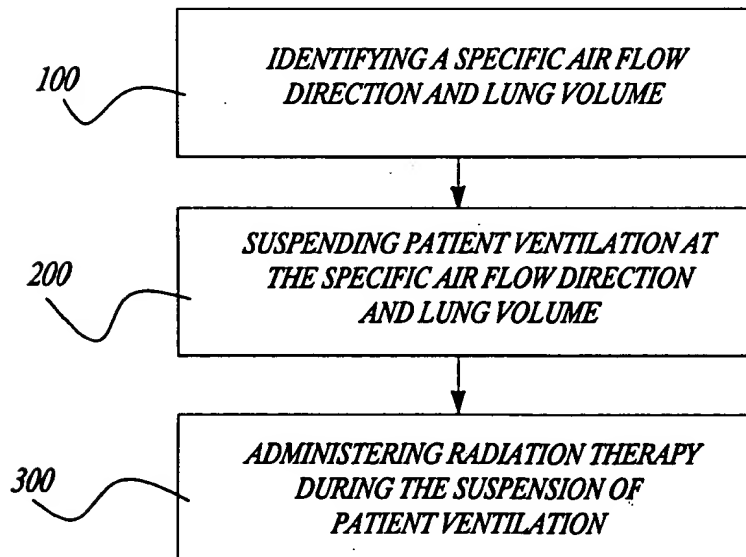 100
IDENTIFYING A SPECIFIC AIR FLOW
DIRECTION AND LUNG VOLUME
200
SUSPENDING PATIENT VENTILATION AT
THE SPECIFIC AIR FLOW DIRECTION
AND LUNG VOLUME
300
ADMINISTERING RADIATION THERAPY
DURING THE SUSPENSION OF
PATIENT VENTILATION